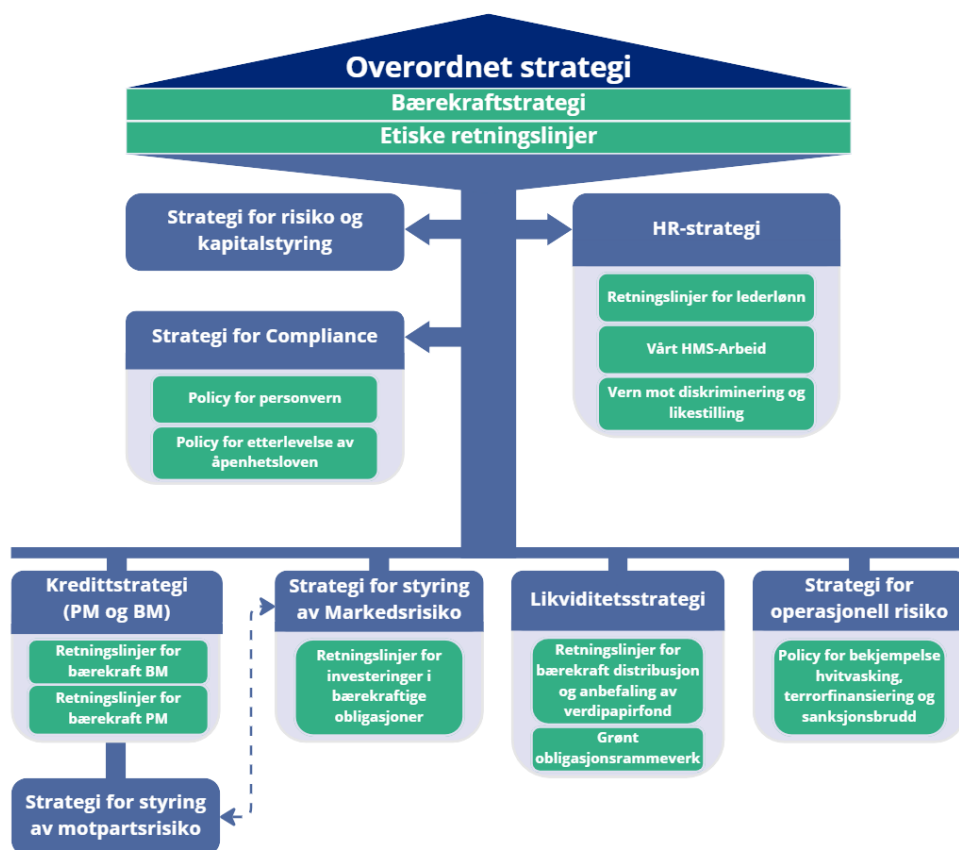 Overordnet strategi
Bærekraftstrategi
Etiske retningslinjer
Strategi for risiko og
kapitalstyring
HR-strategi
Retningslinjer for lederlønn
Vårt HMS-Arbeid
Vern mot diskriminering og
likestilling
Strategi for Compliance
Policy for personvern
Policy for etterlevelse av
åpenhetsloven
Kredittstrategi
(PM og BM)
Retningslinjer for
bærekraft BM
Retningslinjer for
bærekraft PM
Strategi for styring
av motpartsrisiko
Strategi for styring
av Markedsrisiko
Retningslinjer for
investeringer i
bærekraftige
obligasjoner
Likviditetsstrategi
Retningslinjer for
bærekraft distribusjon
og anbefaling av
verdipapirfond
Grønt
obligasjonsrammeverk
Strategi for
operasjonell risiko
Policy for bekjempelse
hvitvasking,
terrorfinansiering og
sanksjonsbrudd